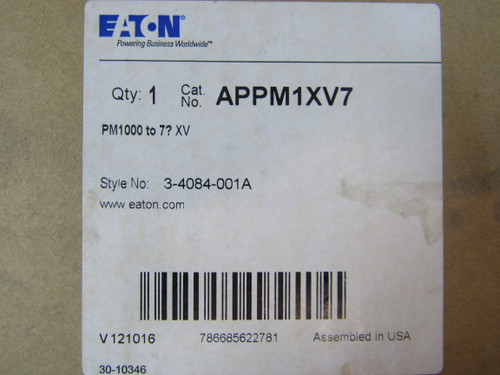 EATON
Powering Business Worldwide™
Qty: 1 Cat. No. APPM1XV7
PM1000 to 7? XV
Style No: 3-4084-001A
www eaton.com
V 121016 786685622781 Assembled in USA
30-10346